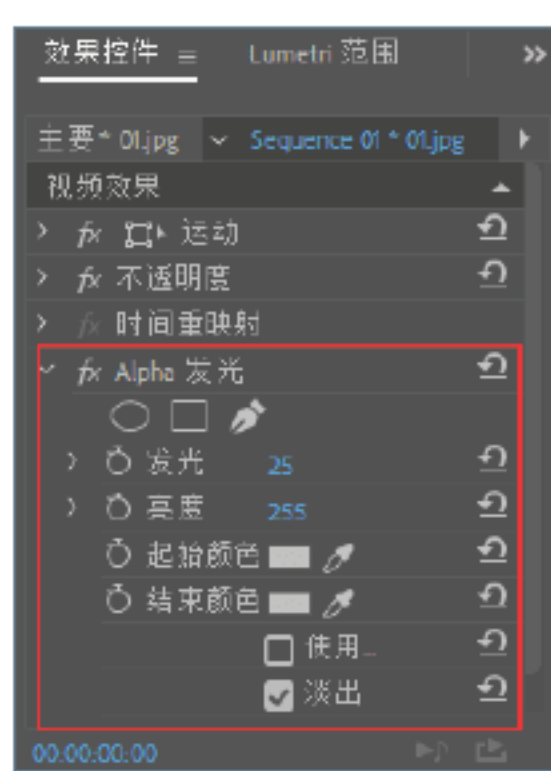 效果控件 Lumetri 范围
主要* 01.jpg Sequence 01 * 01.jpg
视频效果
fx 运动
fx 不透明度
fx 时间重映射
fx Alpha 发光
发光 25
亮度 255
起始颜色
结束颜色
使用...
淡出
00:00:00:00